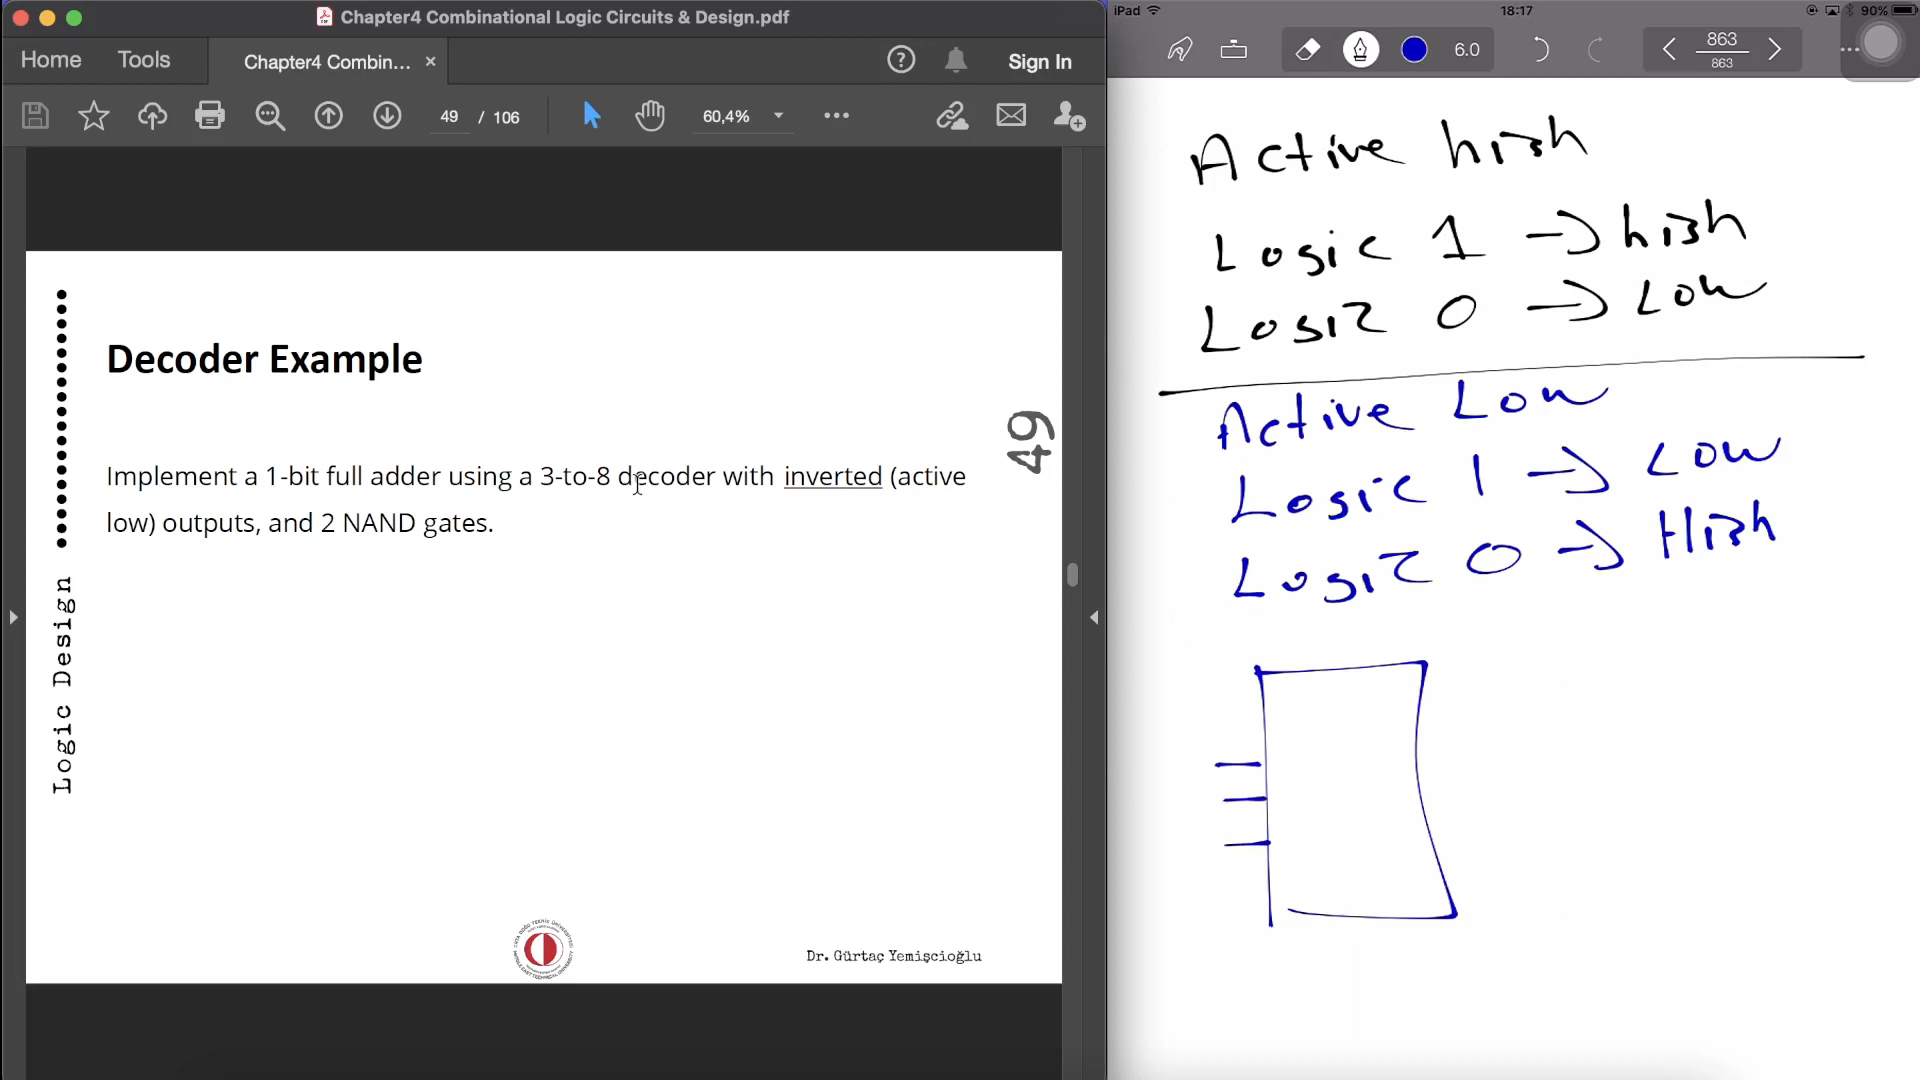 Chapter4 Combinational Logic Circuits & Design.pdf
Home Tools Chapter4 Combin... × ? Sign In
49 / 106 60,4%
Decoder Example
49
Implement a 1-bit full adder using a 3-to-8 decoder with inverted (active
low) outputs, and 2 NAND gates.
Logic Design
Dr. Gürtaç Yemişcioğlu
iPad 18:17 90%
6.0 863
863
Active high
Logic 1 → high
Logic 0 → Low
Active Low
Logic 1 → Low
Logic 0 → High